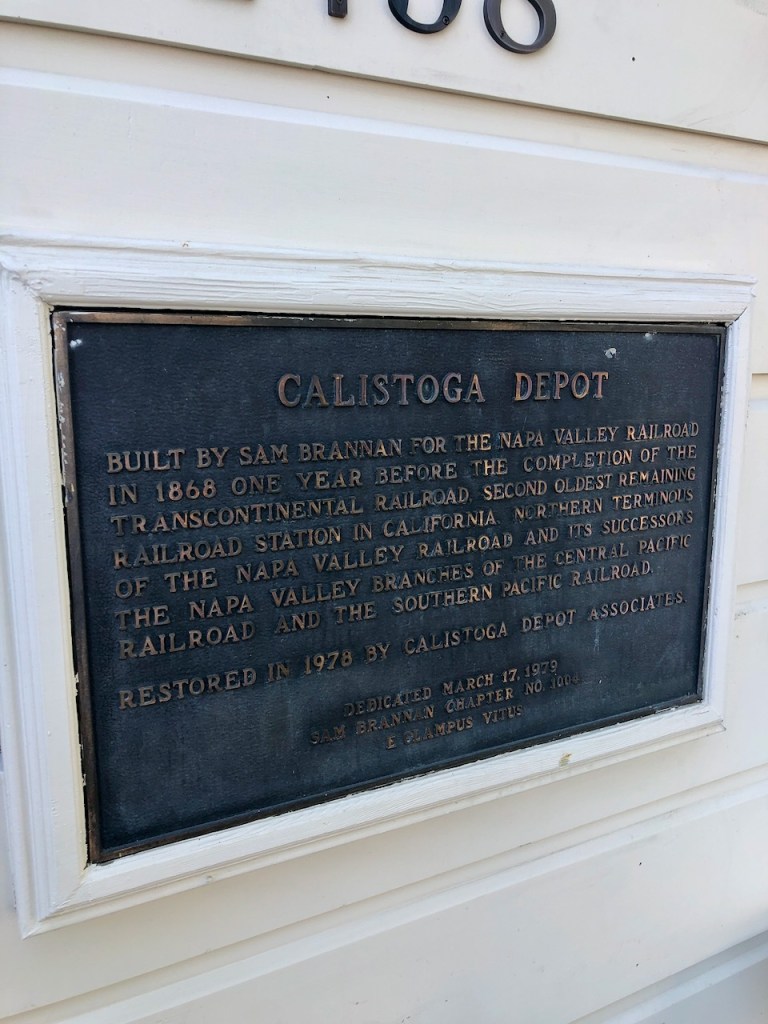 CALISTOGA DEPOT
BUILT BY SAM BRANNAN FOR THE NAPA VALLEY RAILROAD
IN 1868 ONE YEAR BEFORE THE COMPLETION OF THE
TRANSCONTINENTAL RAILROAD. SECOND OLDEST REMAINING
RAILROAD STATION IN CALIFORNIA. NORTHERN TERMINOUS
OF THE NAPA VALLEY RAILROAD AND ITS SUCCESSORS
THE NAPA VALLEY BRANCHES OF THE CENTRAL PACIFIC
RAILROAD AND THE SOUTHERN PACIFIC RAILROAD.
RESTORED IN 1978 BY CALISTOGA DEPOT ASSOCIATES.
DEDICATED MARCH 17, 1979
SAM BRANNAN CHAPTER NO. 1004
E CLAMPUS VITUS